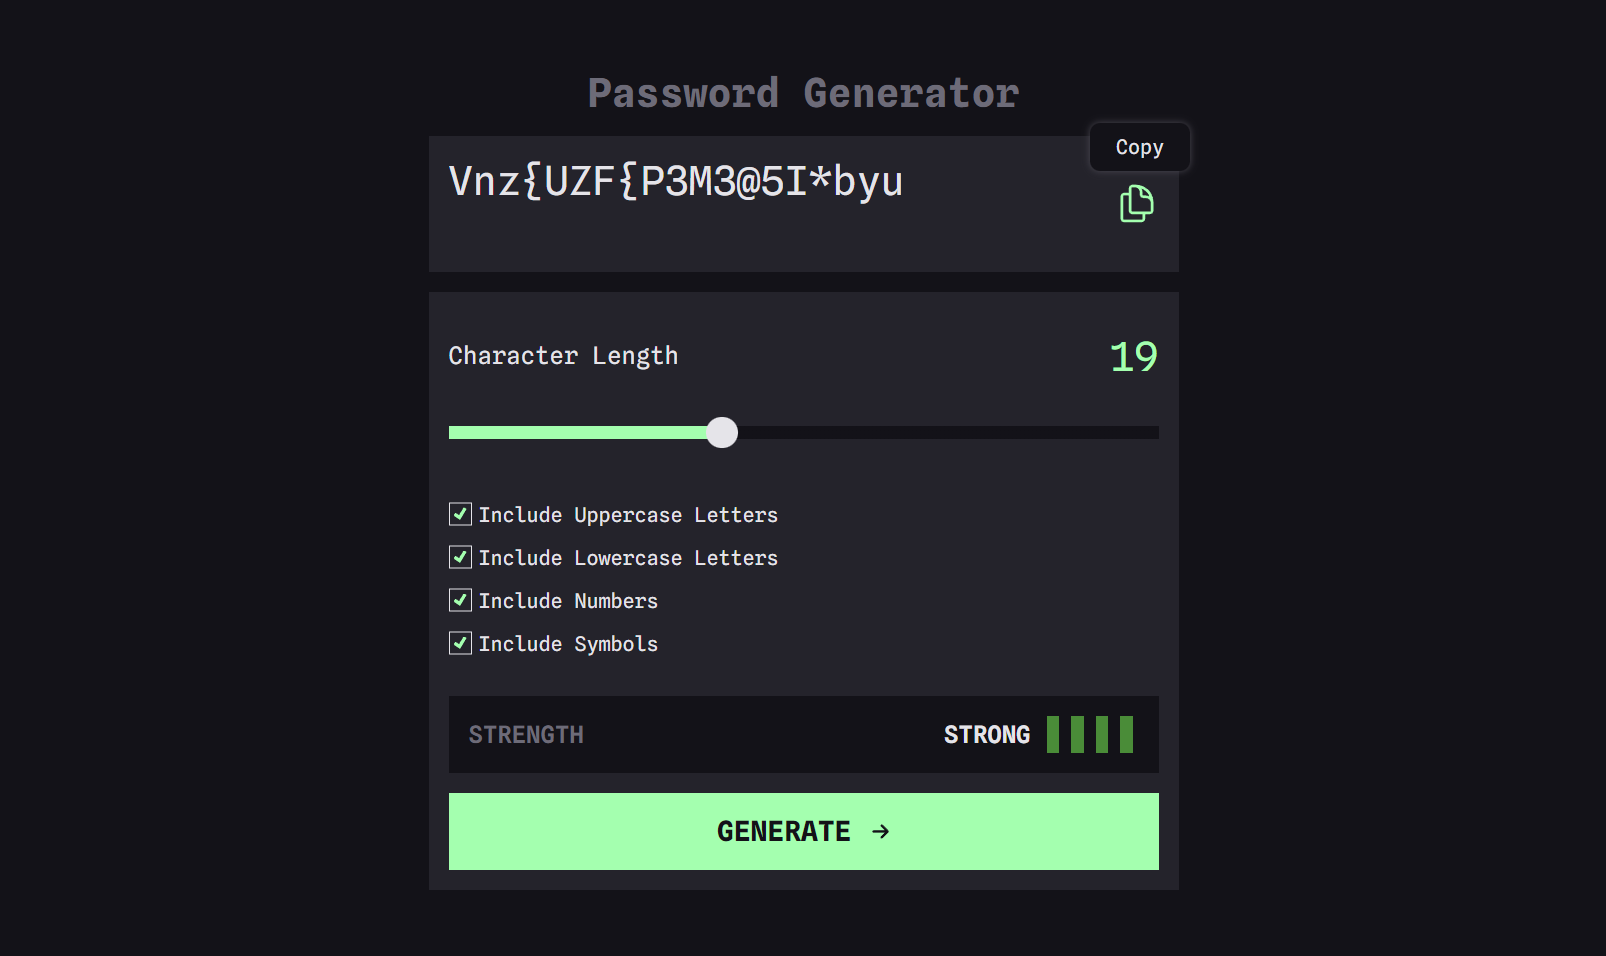 Password Generator
Copy
Vnz{UZF{P3M3@5I*byu
Character Length
19
Include Uppercase Letters
Include Lowercase Letters
Include Numbers
Include Symbols
STRENGTH STRONG
GENERATE →